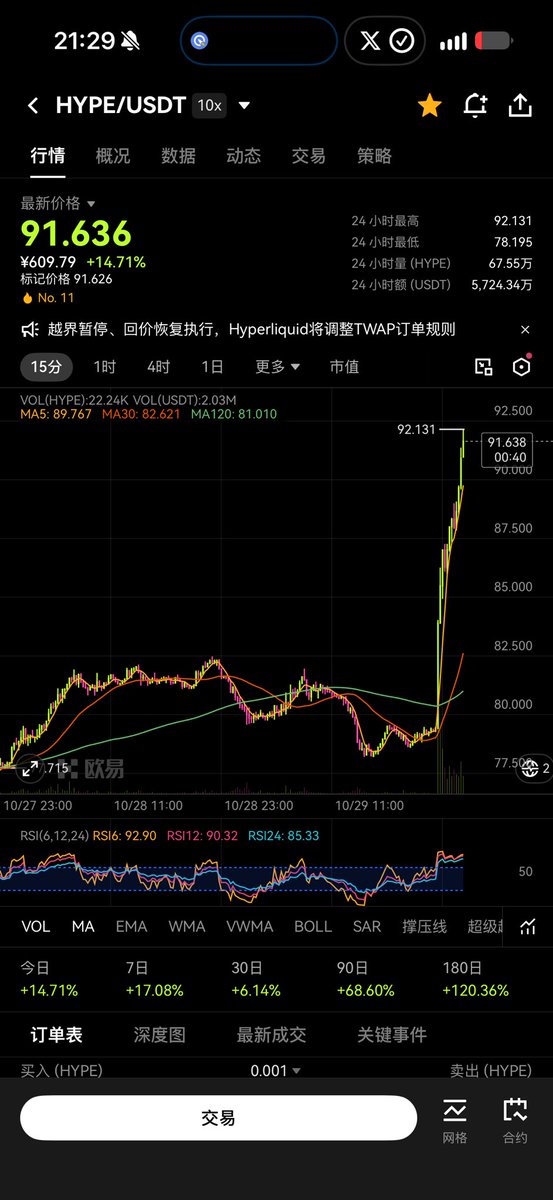 21:29
HYPE/USDT 10x
行情 概况 数据 动态 交易 策略
最新价格
91.636
¥609.79 +14.71%
标记价格 91.626
No. 11
24 小时最高 92.131
24 小时最低 78.195
24 小时量 (HYPE) 67.55万
24 小时额 (USDT) 5,724.34万
越界暂停、回价恢复执行，Hyperliquid将调整TWAP订单规则
15分 1时 4时 1日 更多 市值
VOL(HYPE):22.24K VOL(USDT):2.03M
MA5: 89.767 MA30: 82.621 MA120: 81.010
92.500
92.131
91.638
00:40
90.000
87.500
85.000
82.500
80.000
77.500
.715
欧易
2
10/27 23:00 10/28 11:00 10/28 23:00 10/29 11:00
RSI(6,12,24) RSI6: 92.90 RSI12: 90.32 RSI24: 85.33
50
VOL MA EMA WMA VWMA BOLL SAR 撑压线 超级
今日 7日 30日 90日 180日
+14.71% +17.08% +6.14% +68.60% +120.36%
订单表 深度图 最新成交 关键事件
买入 (HYPE) 0.001 卖出 (HYPE)
交易
网格 合约